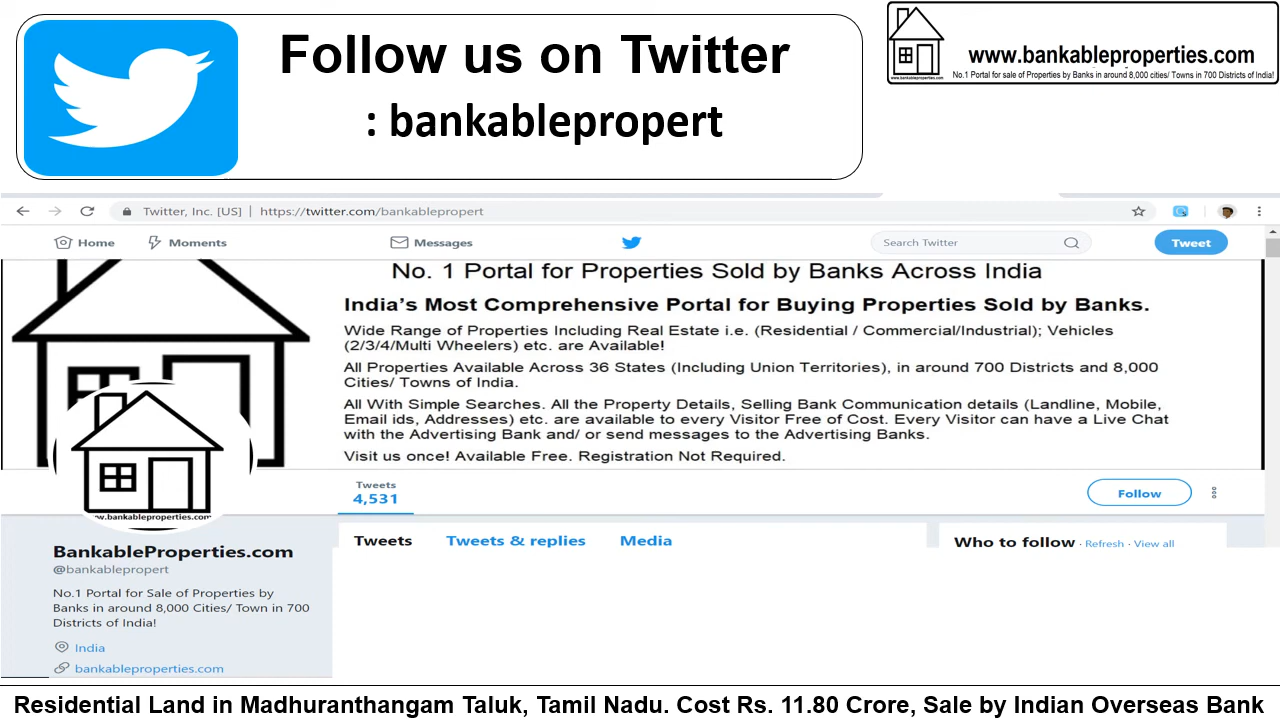 Follow us on Twitter
: bankablepropert
www.bankableproperties.com
No.1 Portal for sale of Properties by Banks in around 8,000 cities/ Towns in 700 Districts of India!
Twitter, Inc. [US] | https://twitter.com/bankablepropert
Home Moments Messages Search Twitter Tweet
No. 1 Portal for Properties Sold by Banks Across India
India's Most Comprehensive Portal for Buying Properties Sold by Banks.
Wide Range of Properties Including Real Estate i.e. (Residential / Commercial/Industrial); Vehicles
(2/3/4/Multi Wheelers) etc. are Available!
All Properties Available Across 36 States (Including Union Territories), in around 700 Districts and 8,000
Cities/ Towns of India.
All With Simple Searches. All the Property Details, Selling Bank Communication details (Landline, Mobile,
Email ids, Addresses) etc. are available to every Visitor Free of Cost. Every Visitor can have a Live Chat
with the Advertising Bank and/ or send messages to the Advertising Banks.
Visit us once! Available Free. Registration Not Required.
Tweets
4,531
Follow
Tweets Tweets & replies Media
Who to follow · Refresh · View all
BankableProperties.com
@bankablepropert
No.1 Portal for Sale of Properties by
Banks in around 8,000 Cities/ Town in 700
Districts of India!
India
bankableproperties.com
Residential Land in Madhuranthangam Taluk, Tamil Nadu. Cost Rs. 11.80 Crore, Sale by Indian Overseas Bank